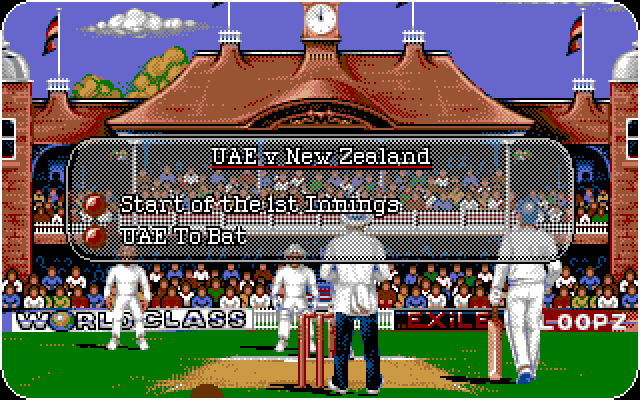 UAE v New Zealand
Start of the 1st Innings
UAE To Bat
WORLD CLASS EXILE LOOPZ